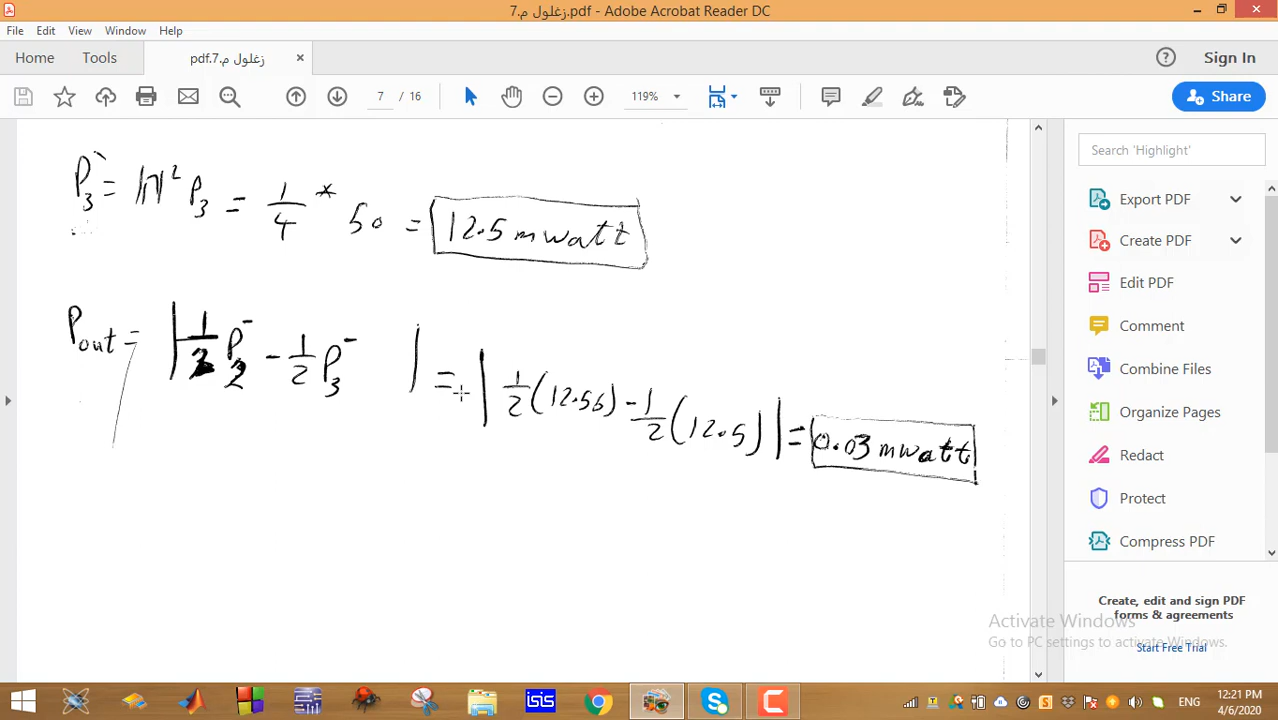 زغلول م.7.pdf - Adobe Acrobat Reader DC
File Edit View Window Help
Home Tools زغلول م.7.pdf × Sign In
7 / 16 119% Share
Search 'Highlight'
Export PDF
Create PDF
Edit PDF
Comment
Combine Files
Organize Pages
Redact
Protect
Compress PDF
Create, edit and sign PDF
forms & agreements
Start Free Trial
P₃⁻ = |Γ|² P₃ = 1/4 * 50 = 12.5 mwatt
Pout = | 1/2 P₂⁻ - 1/2 P₃⁻ | = | 1/2 (12.56) - 1/2 (12.5) | = 0.03 mwatt
Activate Windows
Go to PC settings to activate Windows.
isis
ENG
12:21 PM
4/6/2020